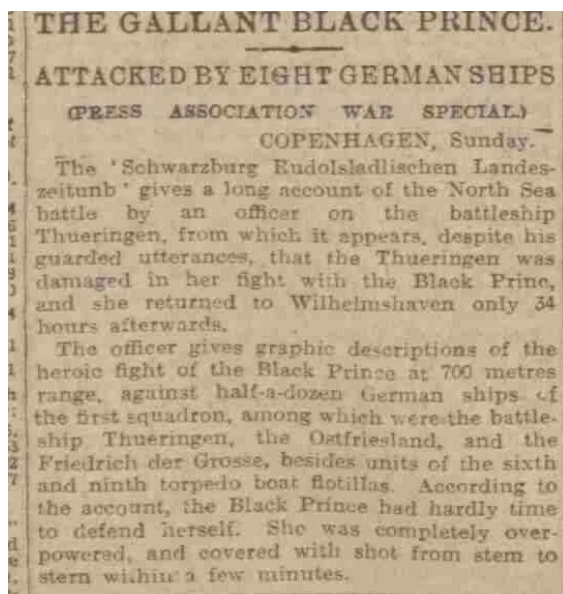 THE GALLANT BLACK PRINCE.
ATTACKED BY EIGHT GERMAN SHIPS
(PRESS ASSOCIATION WAR SPECIAL.)
COPENHAGEN, Sunday.
The 'Schwarzburg Rudolsladlischen Landes-
zeitunb' gives a long account of the North Sea
battle by an officer on the battleship
Thueringen, from which it appears, despite his
guarded utterances, that the Thueringen was
damaged in her fight with the Black Prine,
and she returned to Wilhelmshaven only 34
hours afterwards.
The officer gives graphic descriptions of the
heroic fight of the Black Prince at 700 metres
range, against half-a-dozen German ships of
the first squadron, among which were the battle-
ship Thueringen, the Ostfriesland, and the
Friedrich der Grosse, besides units of the sixth
and ninth torpedo boat flotillas. According to
the account, the Black Prince had hardly time
to defend herself. She was completely over-
powered, and covered with shot from stem to
stern within a few minutes.